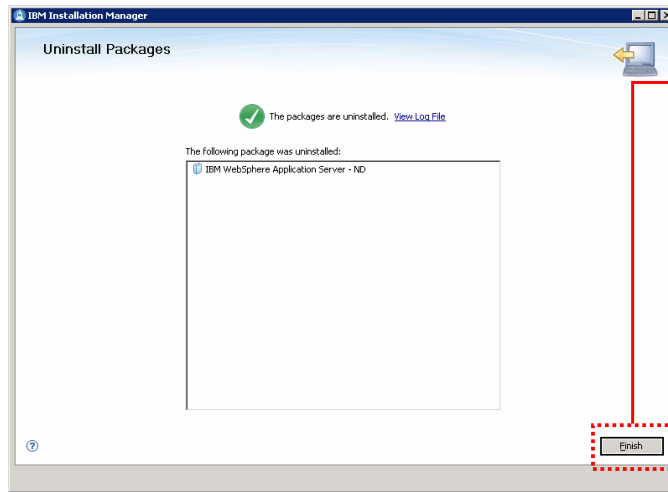 IBM Installation Manager
Uninstall Packages
The packages are uninstalled. View Log File
The following package was uninstalled:
IBM WebSphere Application Server - ND
?
Finish